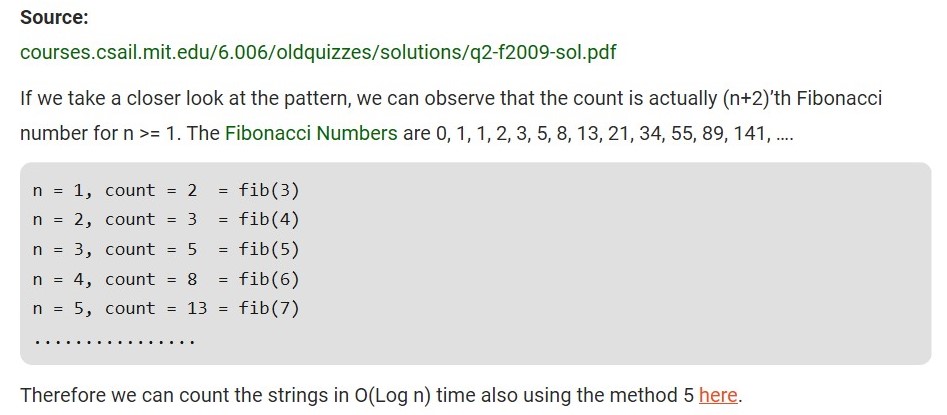 Source:
courses.csail.mit.edu/6.006/oldquizzes/solutions/q2-f2009-sol.pdf
If we take a closer look at the pattern, we can observe that the count is actually (n+2)’th Fibonacci
number for n >= 1. The Fibonacci Numbers are 0, 1, 1, 2, 3, 5, 8, 13, 21, 34, 55, 89, 141, ….
n = 1, count = 2  = fib(3)
n = 2, count = 3  = fib(4)
n = 3, count = 5  = fib(5)
n = 4, count = 8  = fib(6)
n = 5, count = 13 = fib(7)
................
Therefore we can count the strings in O(Log n) time also using the method 5 here.